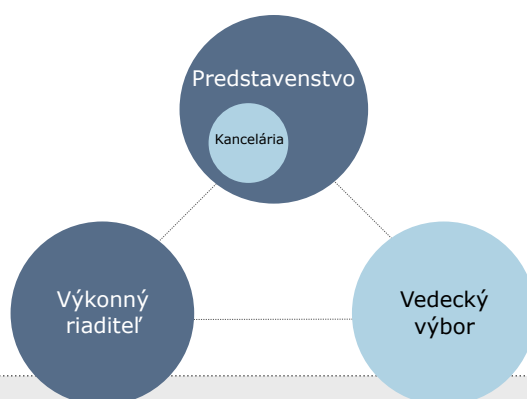 Predstavenstvo
Kancelária
Výkonný
riaditeľ
Vedecký
výbor